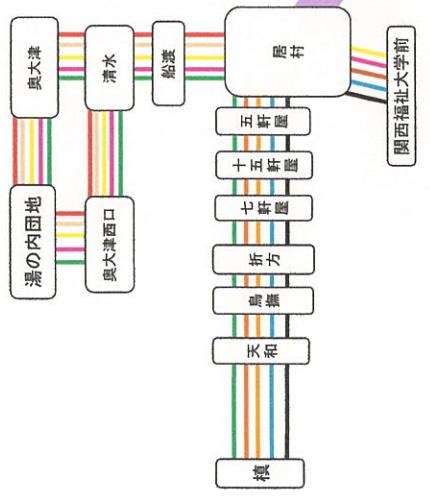 奥大津
清水
船渡
居村
関西福祉大学前
湯の内団地
奥大津西口
五軒屋
十五軒屋
七軒屋
折方
鳥撫
天和
槙